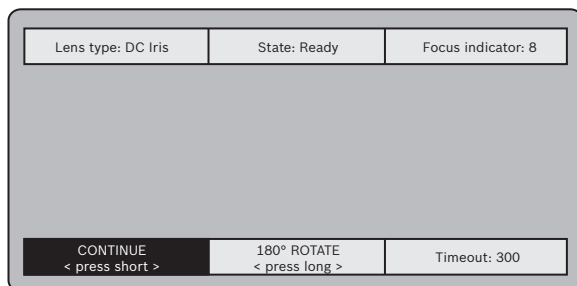 Lens type: DC Iris
State: Ready
Focus indicator: 8
CONTINUE
< press short >
180° ROTATE
< press long >
Timeout: 300